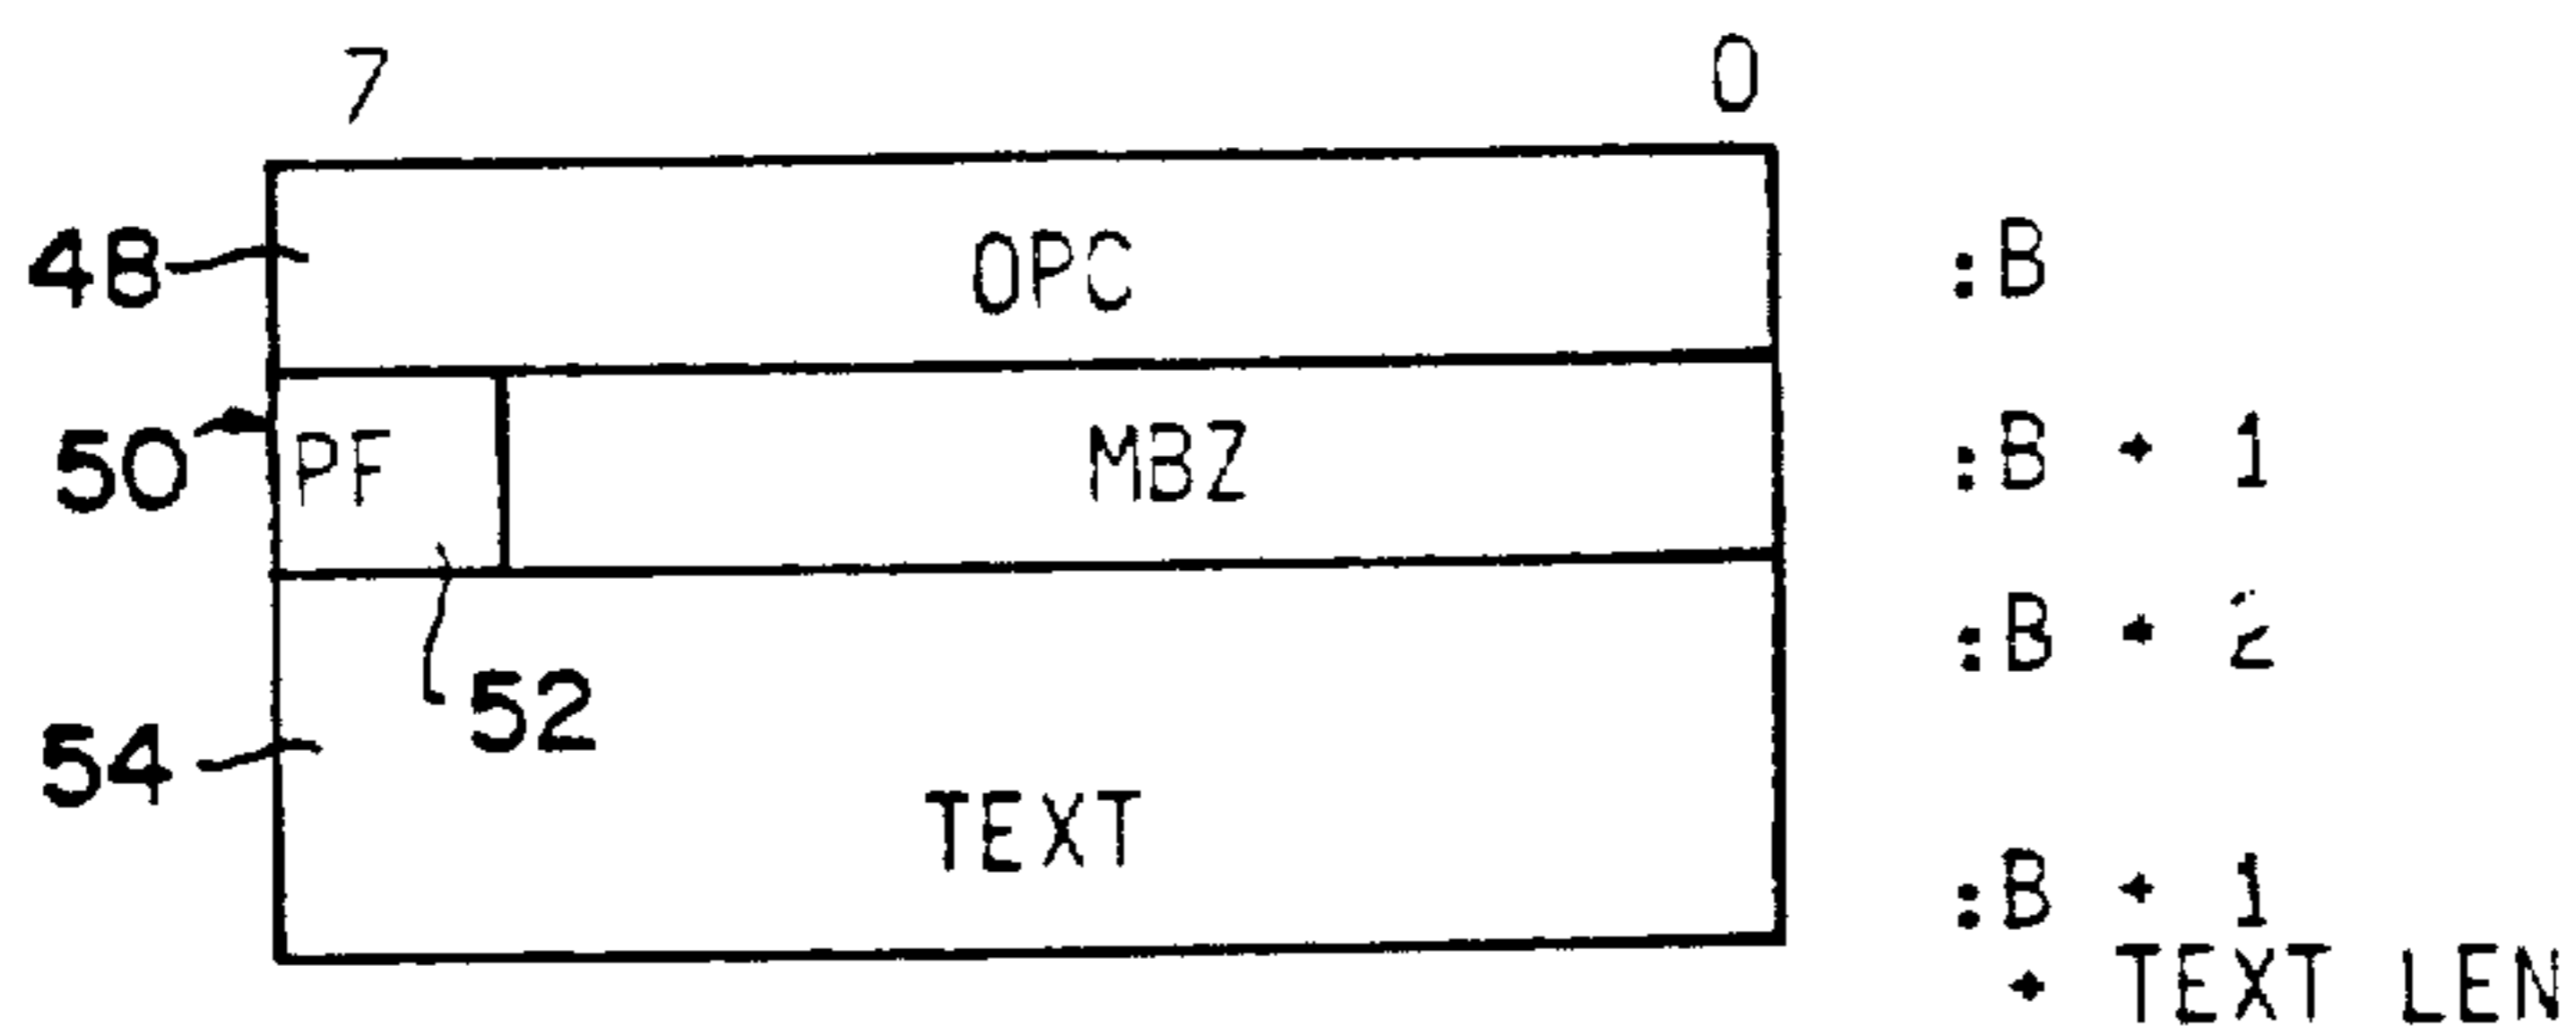 7 0
48 OPC :B
50 PF MBZ :B + 1
:B + 2
52
54
TEXT
:B + 1
+ TEXT LEN